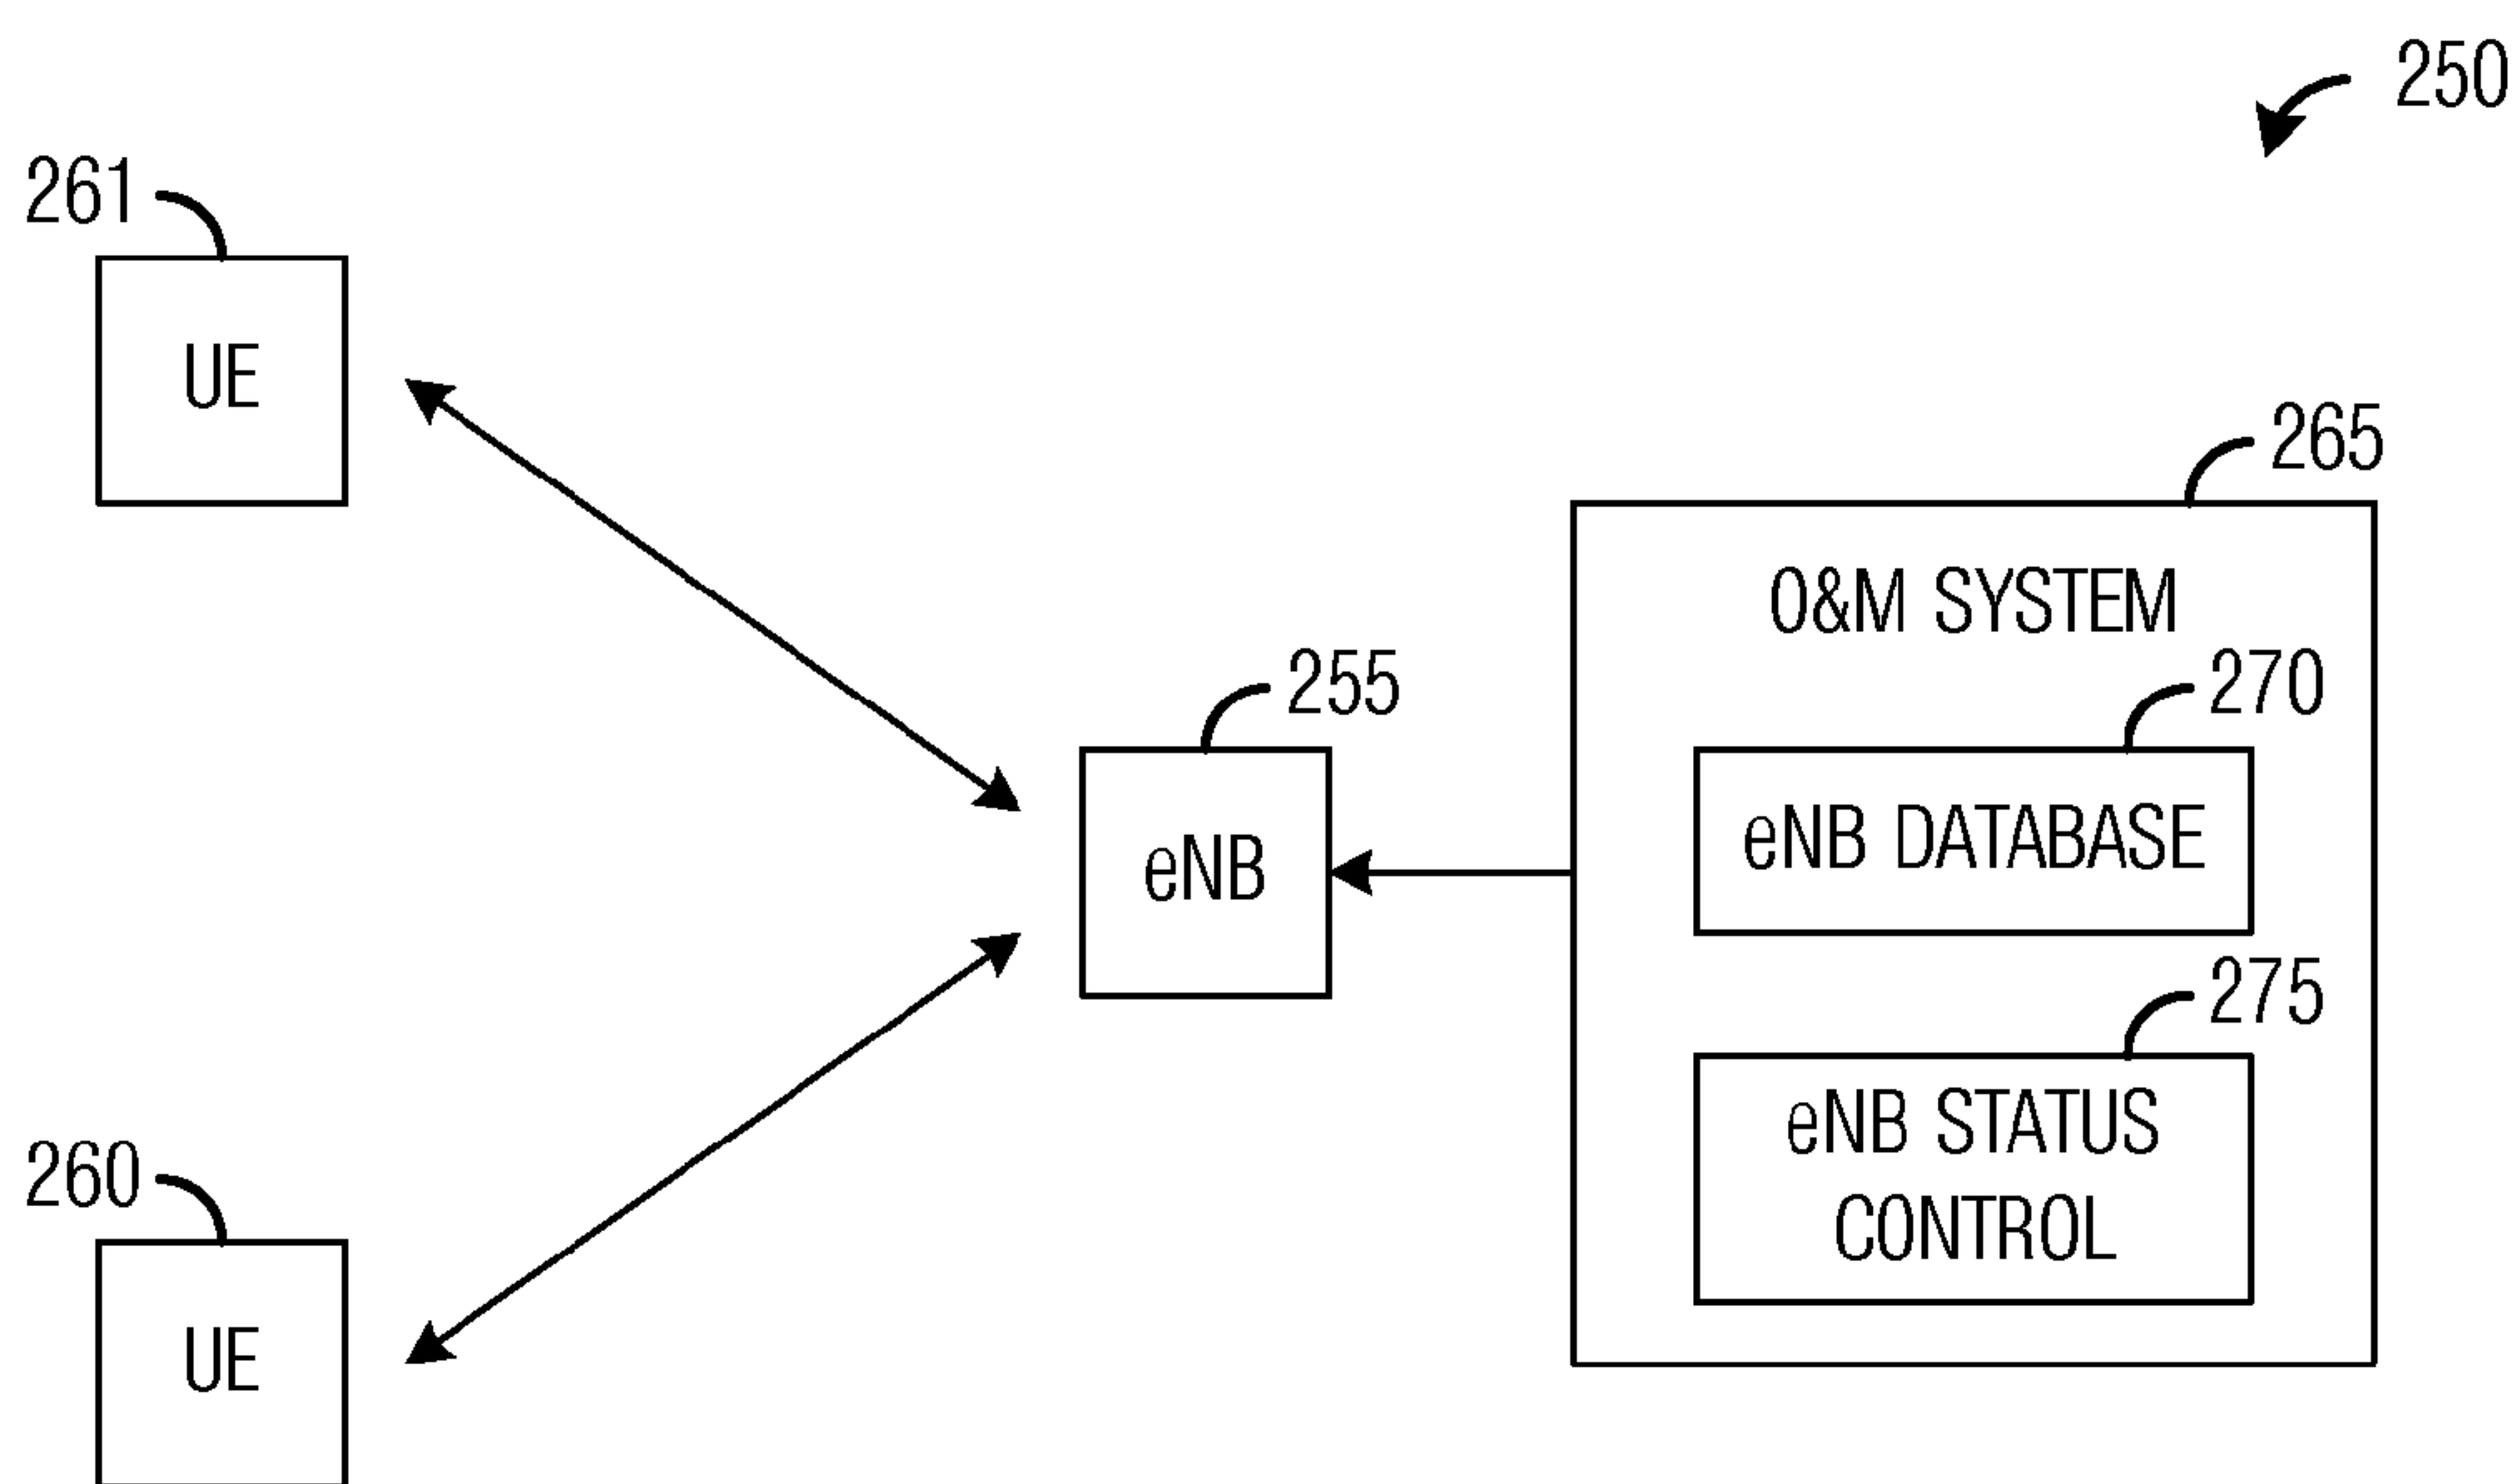 250
261
UE
265
O&M SYSTEM
255
270
eNB
eNB DATABASE
275
eNB STATUS
CONTROL
260
UE